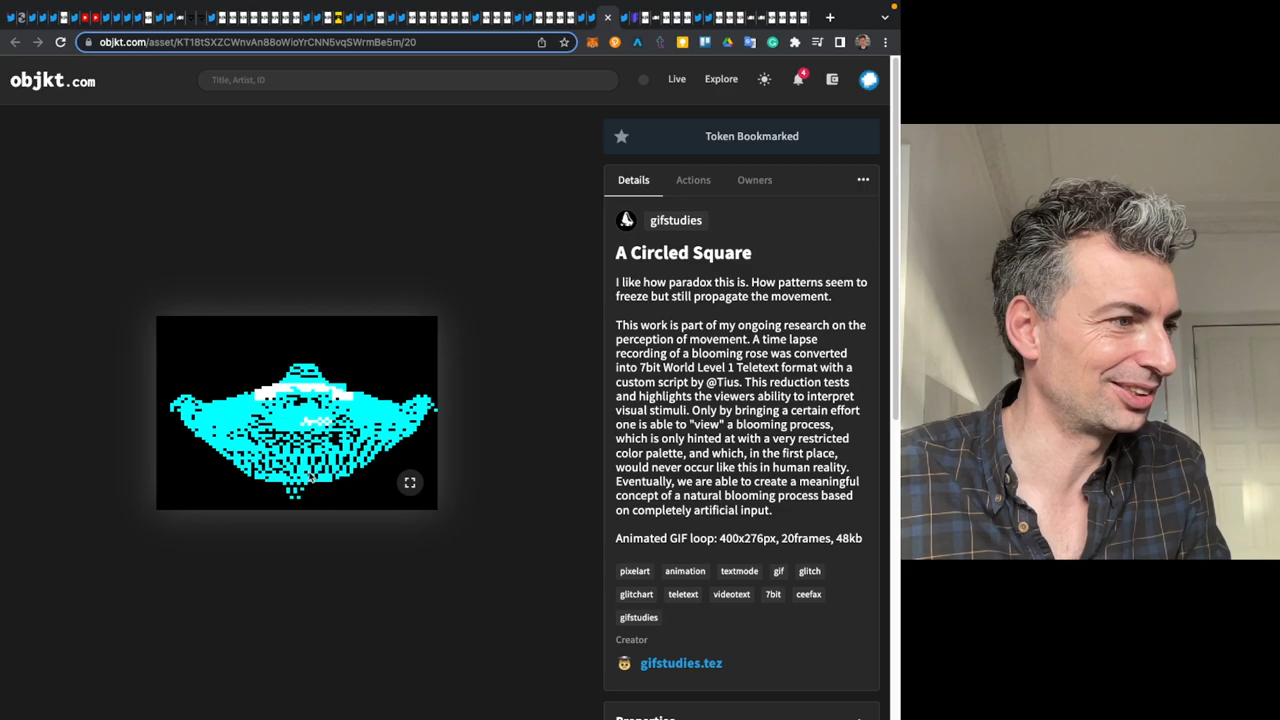 objkt.com/asset/KT18tSXZCWnvAn88oWioYrCNN5vqSWrmBe5m/20
objkt.com
Title, Artist, ID
Live
Explore
4
Token Bookmarked
Details
Actions
Owners
gifstudies
A Circled Square
I like how paradox this is. How patterns seem to
freeze but still propagate the movement.
This work is part of my ongoing research on the
perception of movement. A time lapse
recording of a blooming rose was converted
into 7bit World Level 1 Teletext format with a
custom script by @Tius. This reduction tests
and highlights the viewers ability to interpret
visual stimuli. Only by bringing a certain effort
one is able to "view" a blooming process,
which is only hinted at with a very restricted
color palette, and which, in the first place,
would never occur like this in human reality.
Eventually, we are able to create a meaningful
concept of a natural blooming process based
on completely artificial input.
Animated GIF loop: 400x276px, 20frames, 48kb
pixelart
animation
textmode
gif
glitch
glitchart
teletext
videotext
7bit
ceefax
gifstudies
Creator
gifstudies.tez
Properties